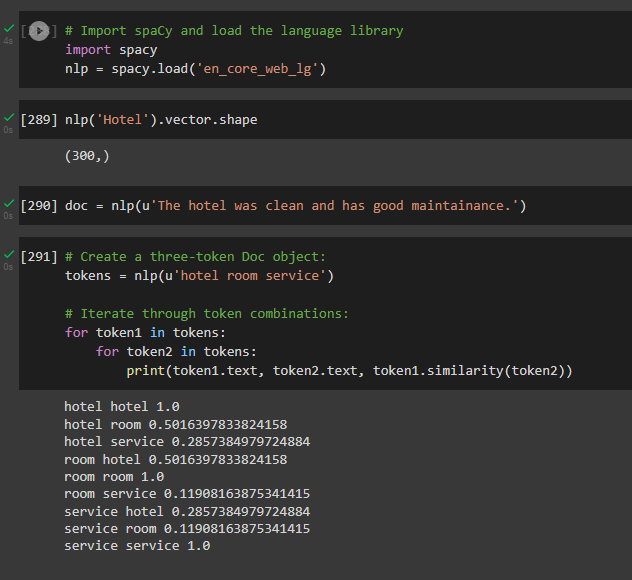 # Import spaCy and load the language library
4s
import spacy
nlp = spacy.load('en_core_web_lg')
[289] nlp('Hotel').vector.shape
0s
(300,)
[290] doc = nlp(u'The hotel was clean and has good maintainance.')
0s
[291] # Create a three-token Doc object:
0s
tokens = nlp(u'hotel room service')
# Iterate through token combinations:
for token1 in tokens:
for token2 in tokens:
print(token1.text, token2.text, token1.similarity(token2))
hotel hotel 1.0
hotel room 0.5016397833824158
hotel service 0.2857384979724884
room hotel 0.5016397833824158
room room 1.0
room service 0.11908163875341415
service hotel 0.2857384979724884
service room 0.11908163875341415
service service 1.0